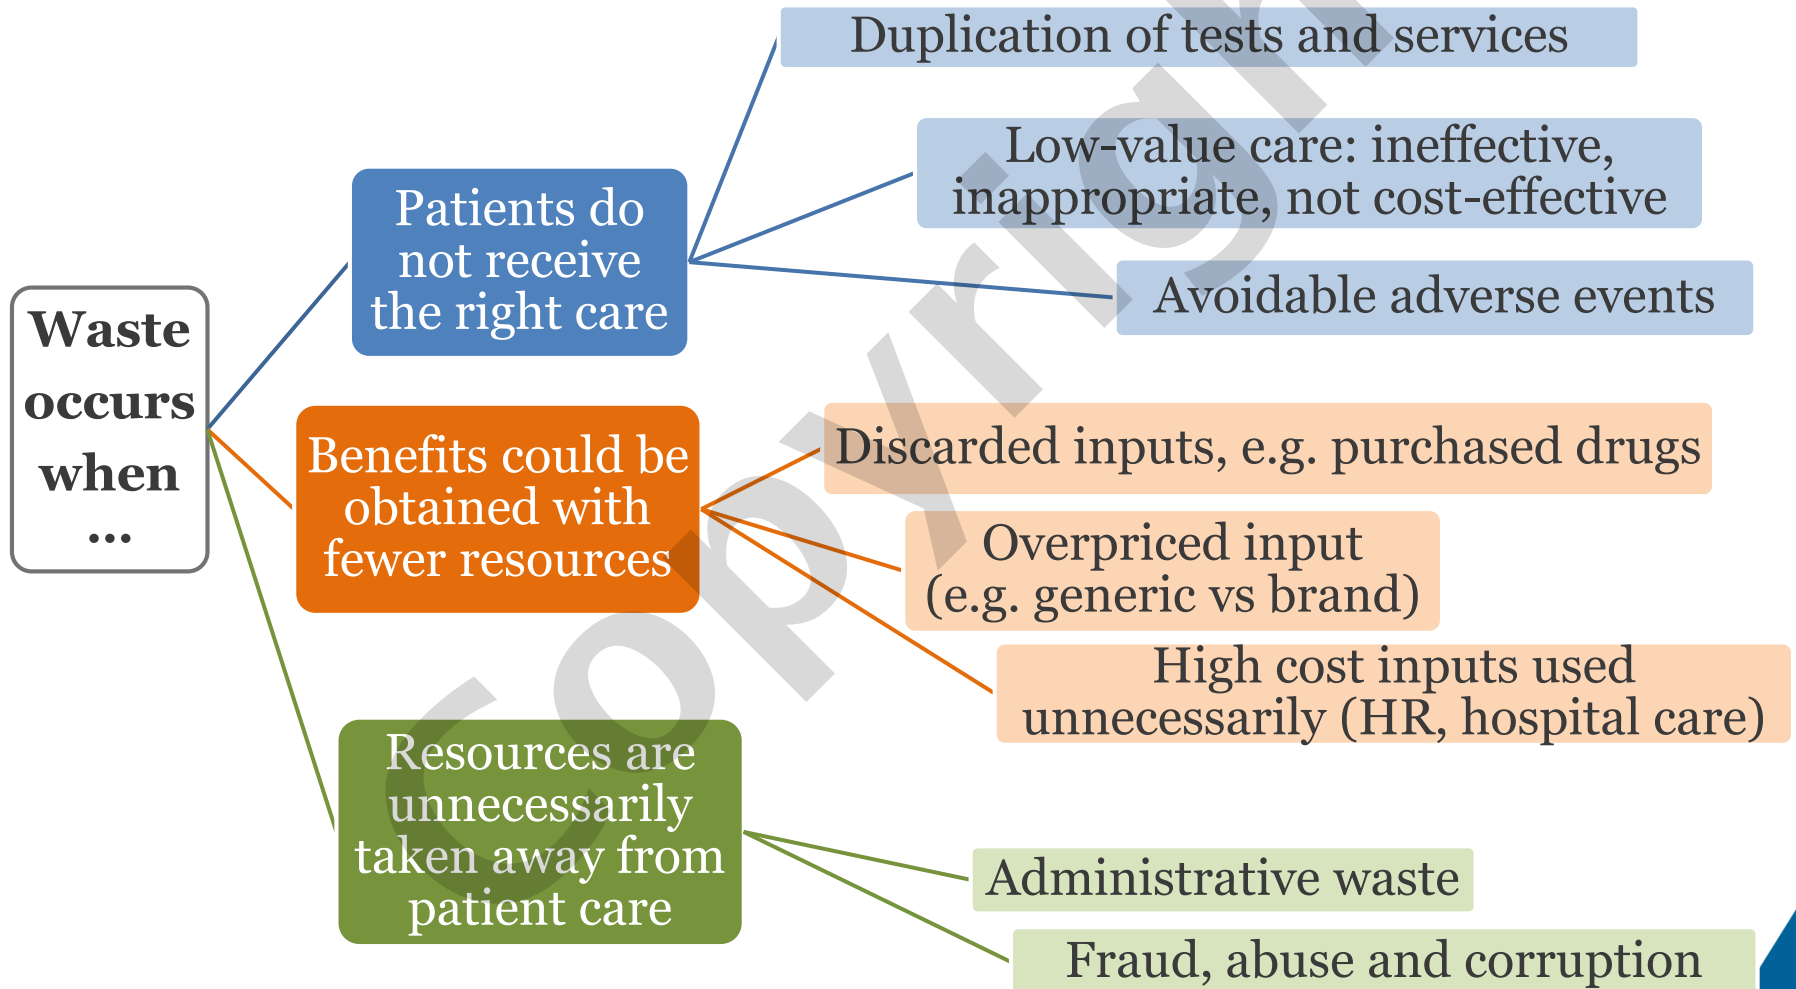 Waste
occurs
when
...
Patients do
not receive
the right care
Duplication of tests and services
Low-value care: ineffective,
inappropriate, not cost-effective
Avoidable adverse events
Benefits could be
obtained with
fewer resources
Discarded inputs, e.g. purchased drugs
Overpriced input
(e.g. generic vs brand)
High cost inputs used
unnecessarily (HR, hospital care)
Resources are
unnecessarily
taken away from
patient care
Administrative waste
Fraud, abuse and corruption
Copyrigh